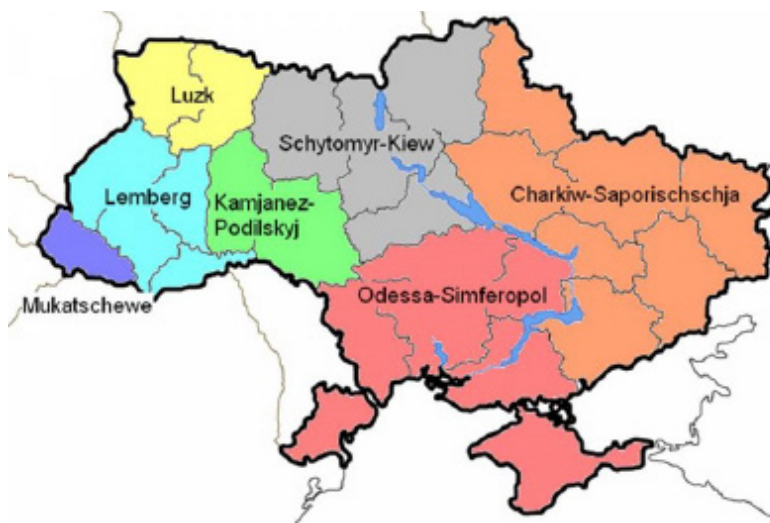 Luzk
Schytomyr-Kiew
Lemberg
Kamjanez-
Podilskyj
Charkiw-Saporischschja
Mukatschewe
Odessa-Simferopol